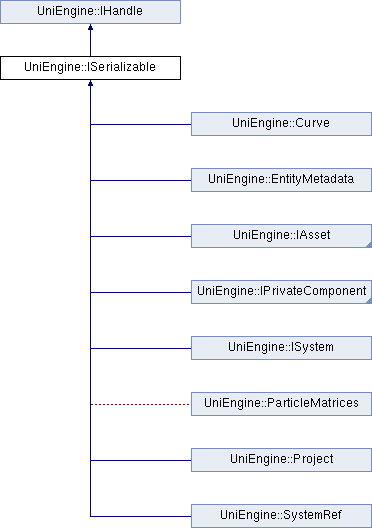 UniEngine::IHandle
UniEngine::ISerializable
UniEngine::Curve
UniEngine::EntityMetadata
UniEngine::IAsset
UniEngine::IPrivateComponent
UniEngine::ISystem
UniEngine::ParticleMatrices
UniEngine::Project
UniEngine::SystemRef